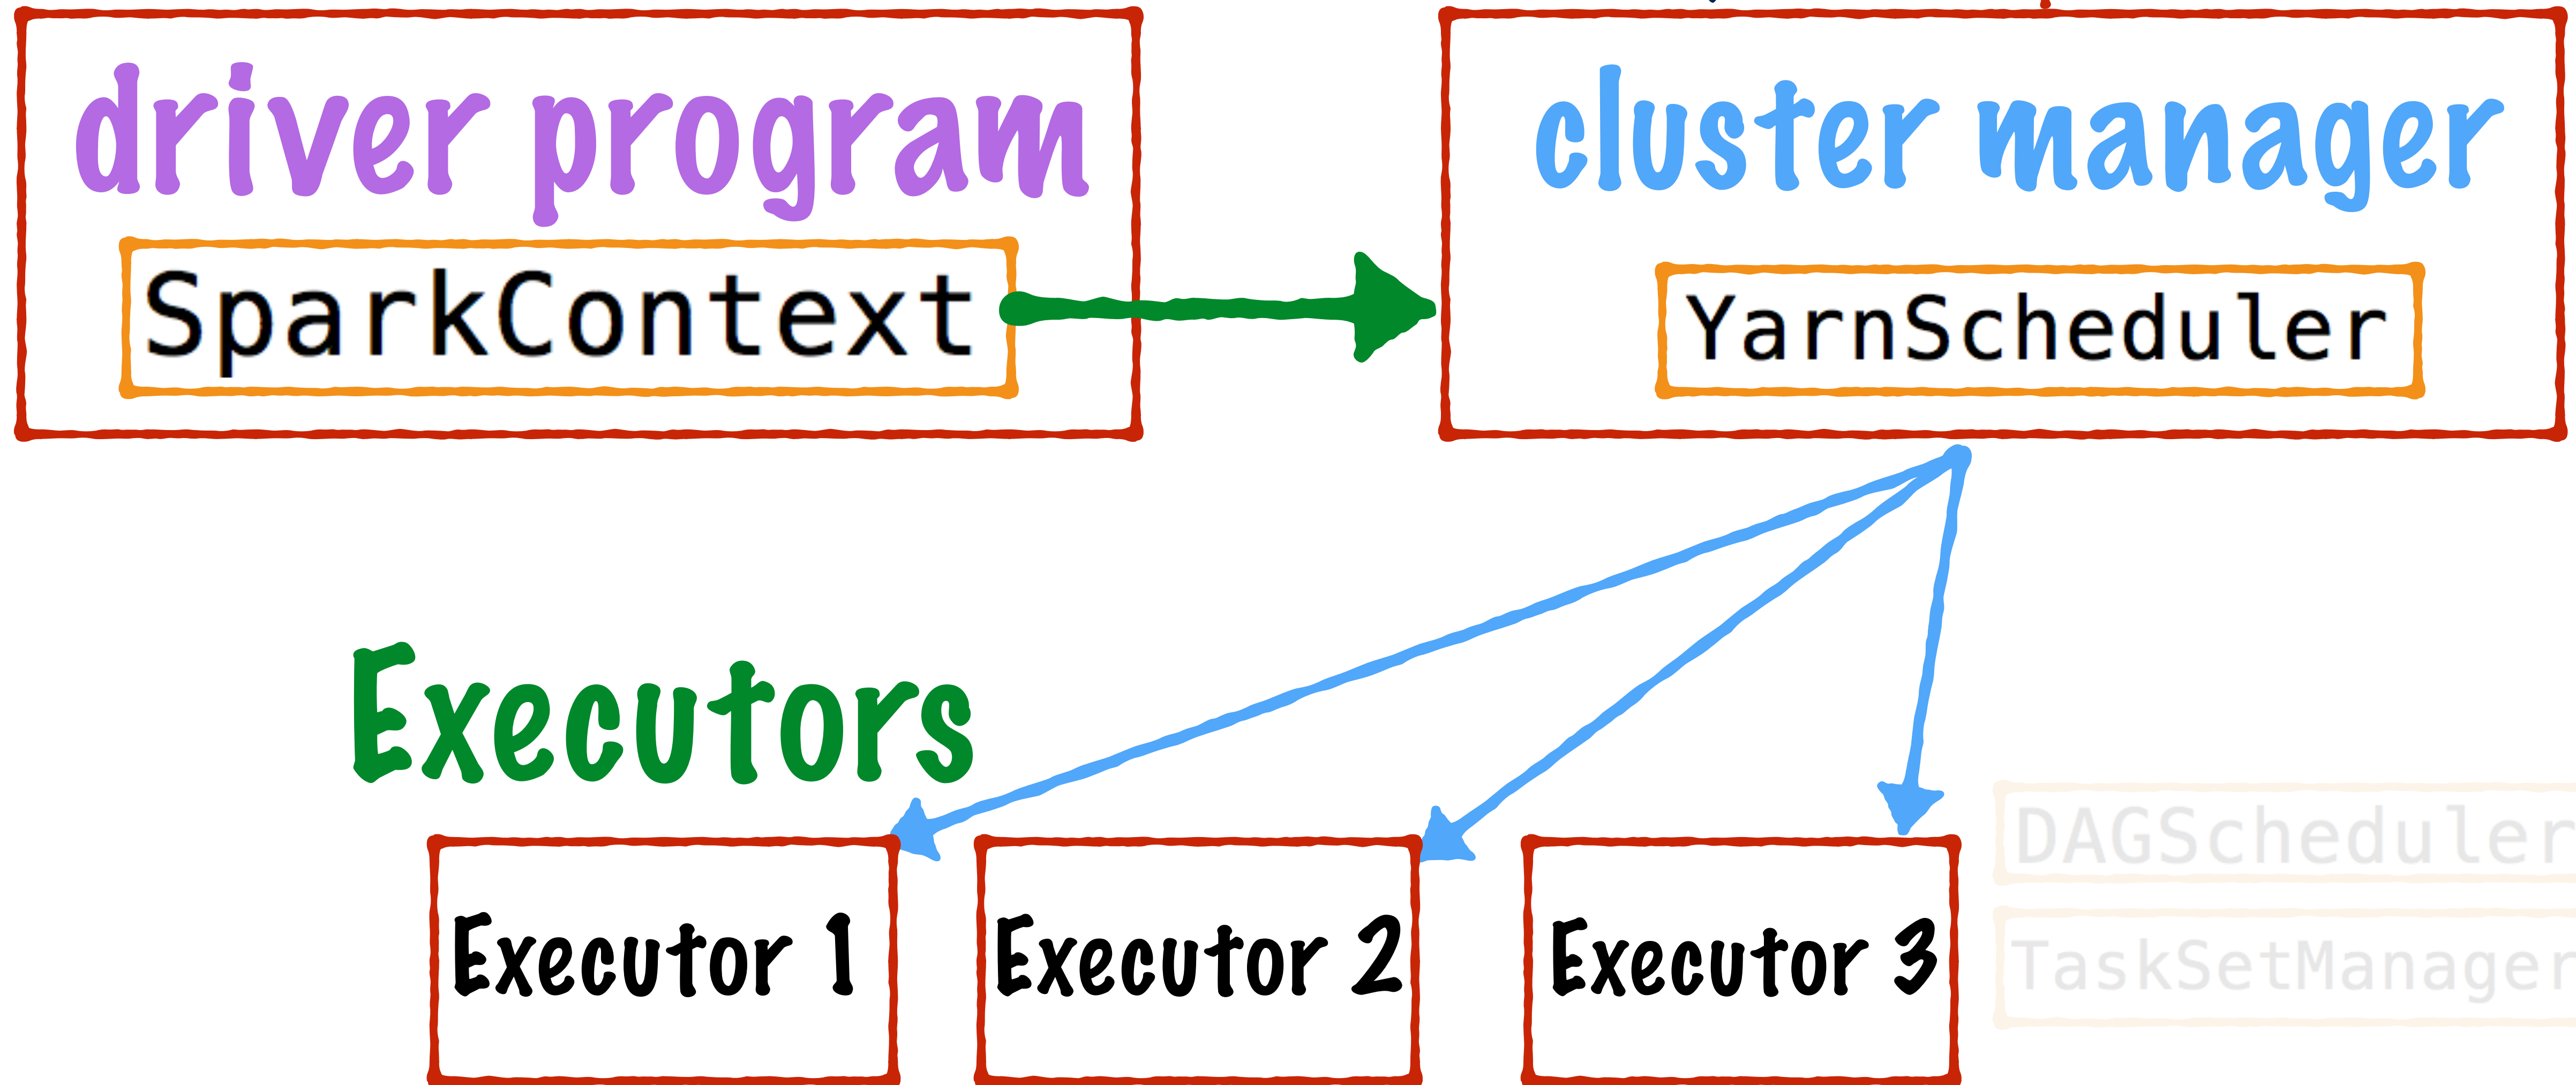 driver program
SparkContext
cluster manager
YarnScheduler
Executors
Executor 1
Executor 2
Executor 3
DAGScheduler
TaskSetManager